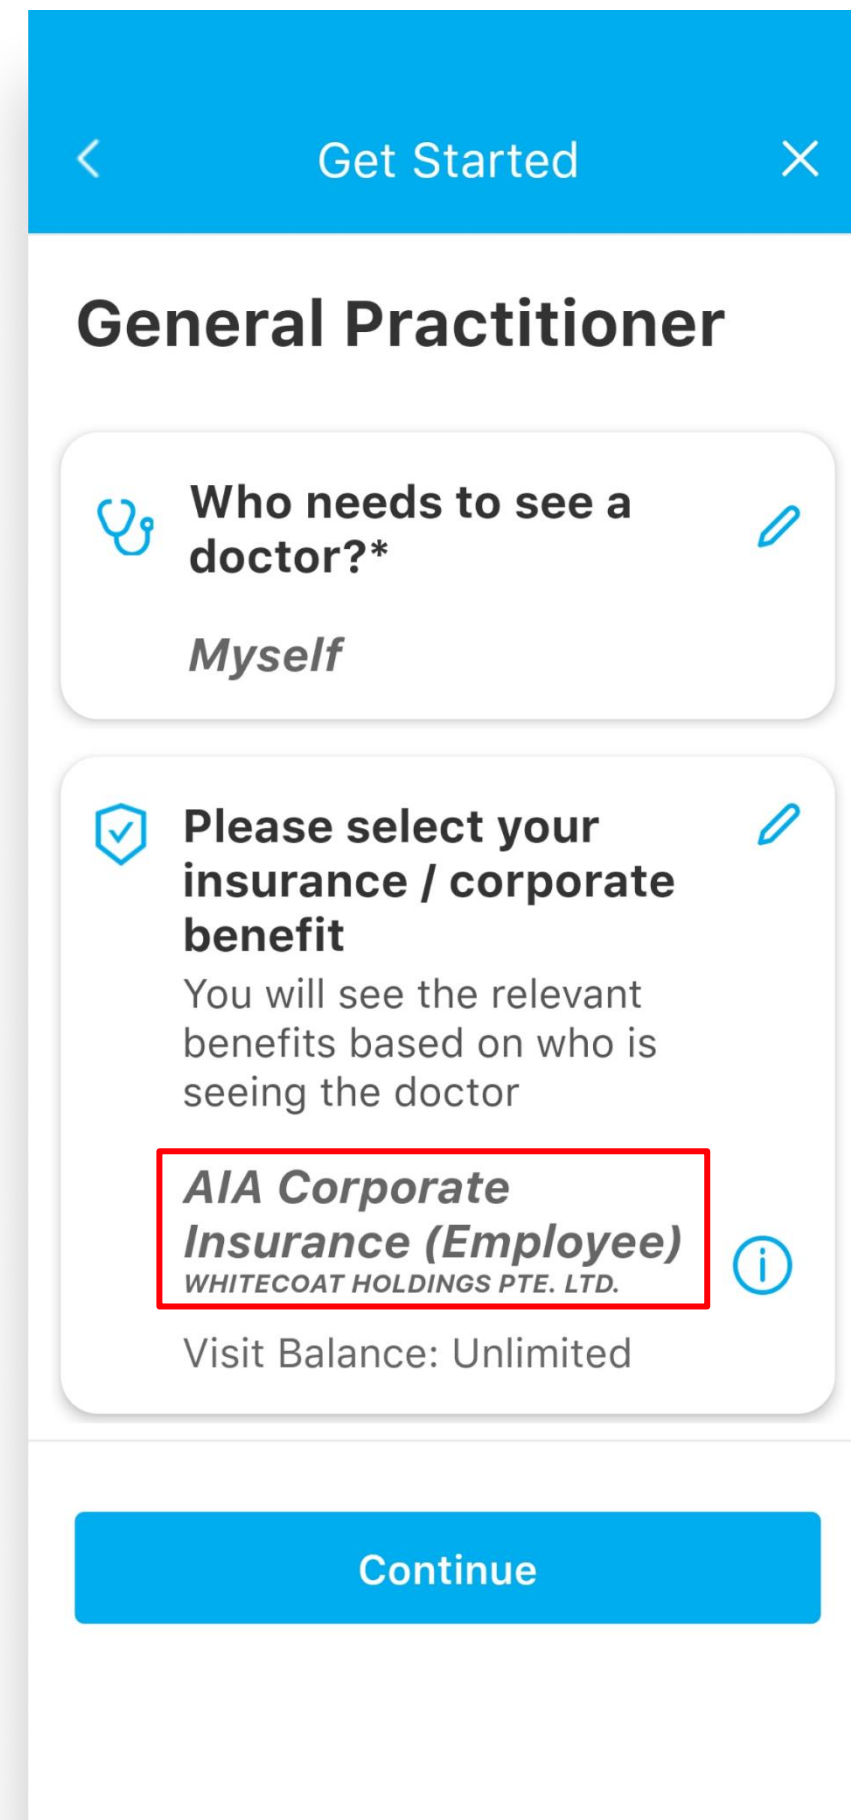 Get Started
General Practitioner
Who needs to see a
doctor?*
Myself
Please select your
insurance / corporate
benefit
You will see the relevant
benefits based on who is
seeing the doctor
AIA Corporate
Insurance (Employee)
WHITECOAT HOLDINGS PTE. LTD.
Visit Balance: Unlimited
Continue